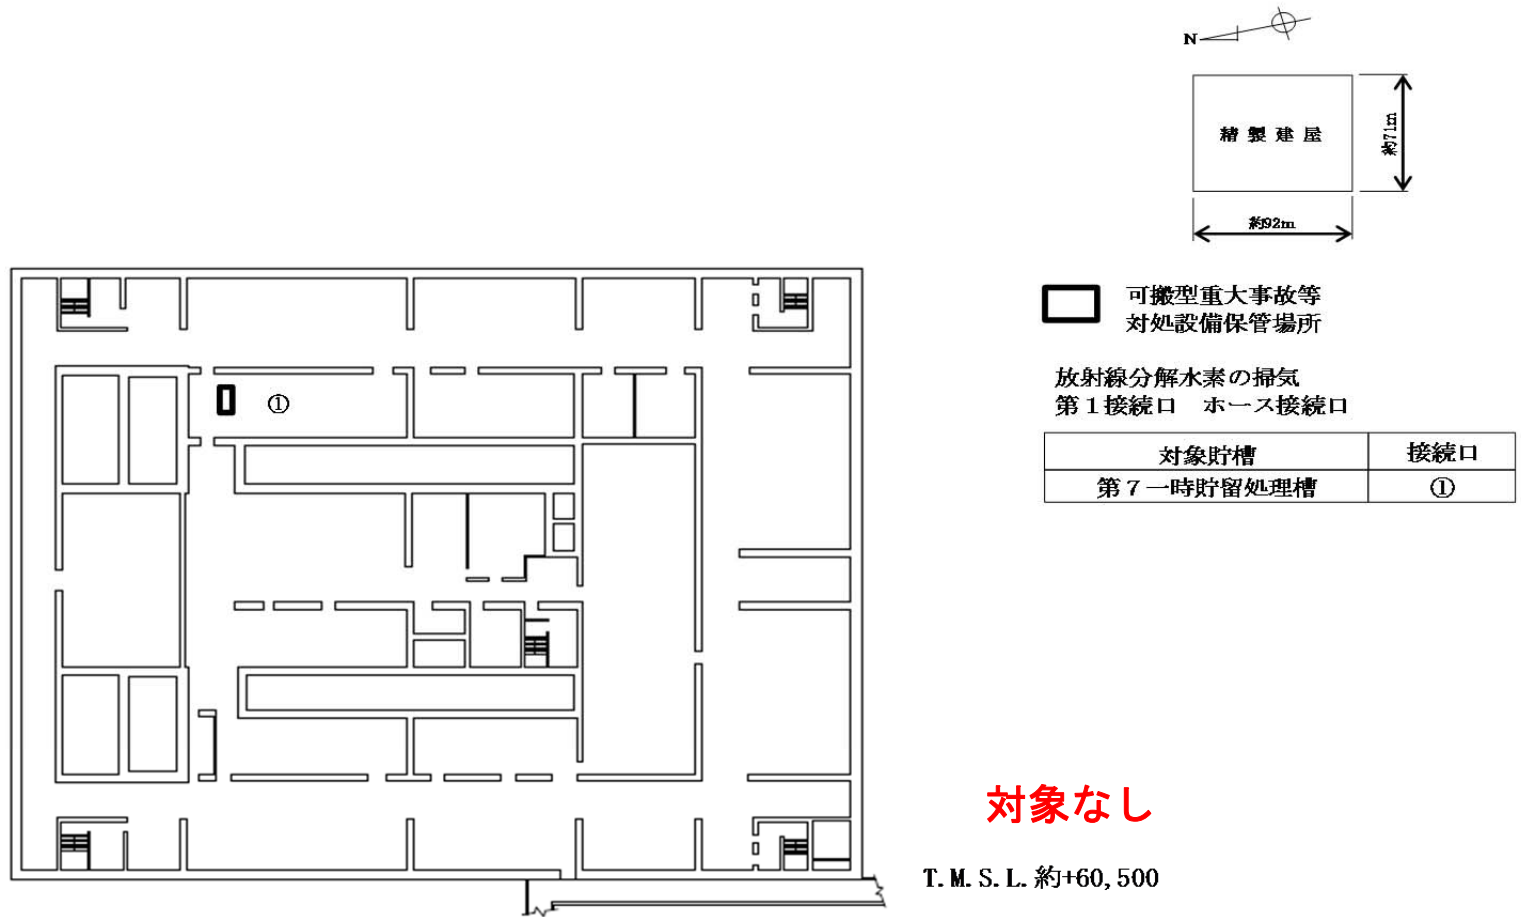 N
精製建屋
約71m
約92m
可搬型重大事故等
対処設備保管場所
放射線分解水素の掃気
第1接続口　ホース接続口
対象貯槽　接続口
第7一時貯留処理槽　①
①
対象なし
T.M.S.L.約+60,500